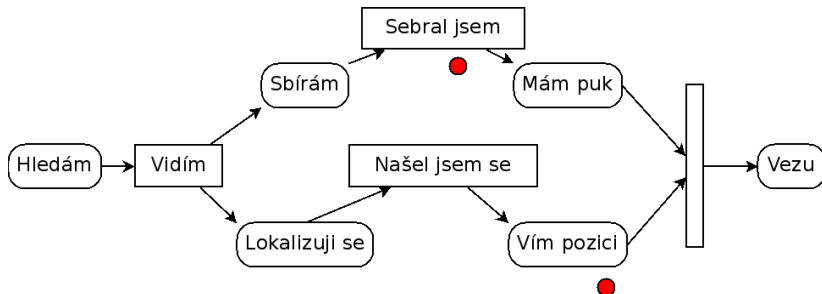 Sebral jsem
Sbírám
Mám puk
Hledám
Vidím
Našel jsem se
Vezu
Lokalizuji se
Vím pozici